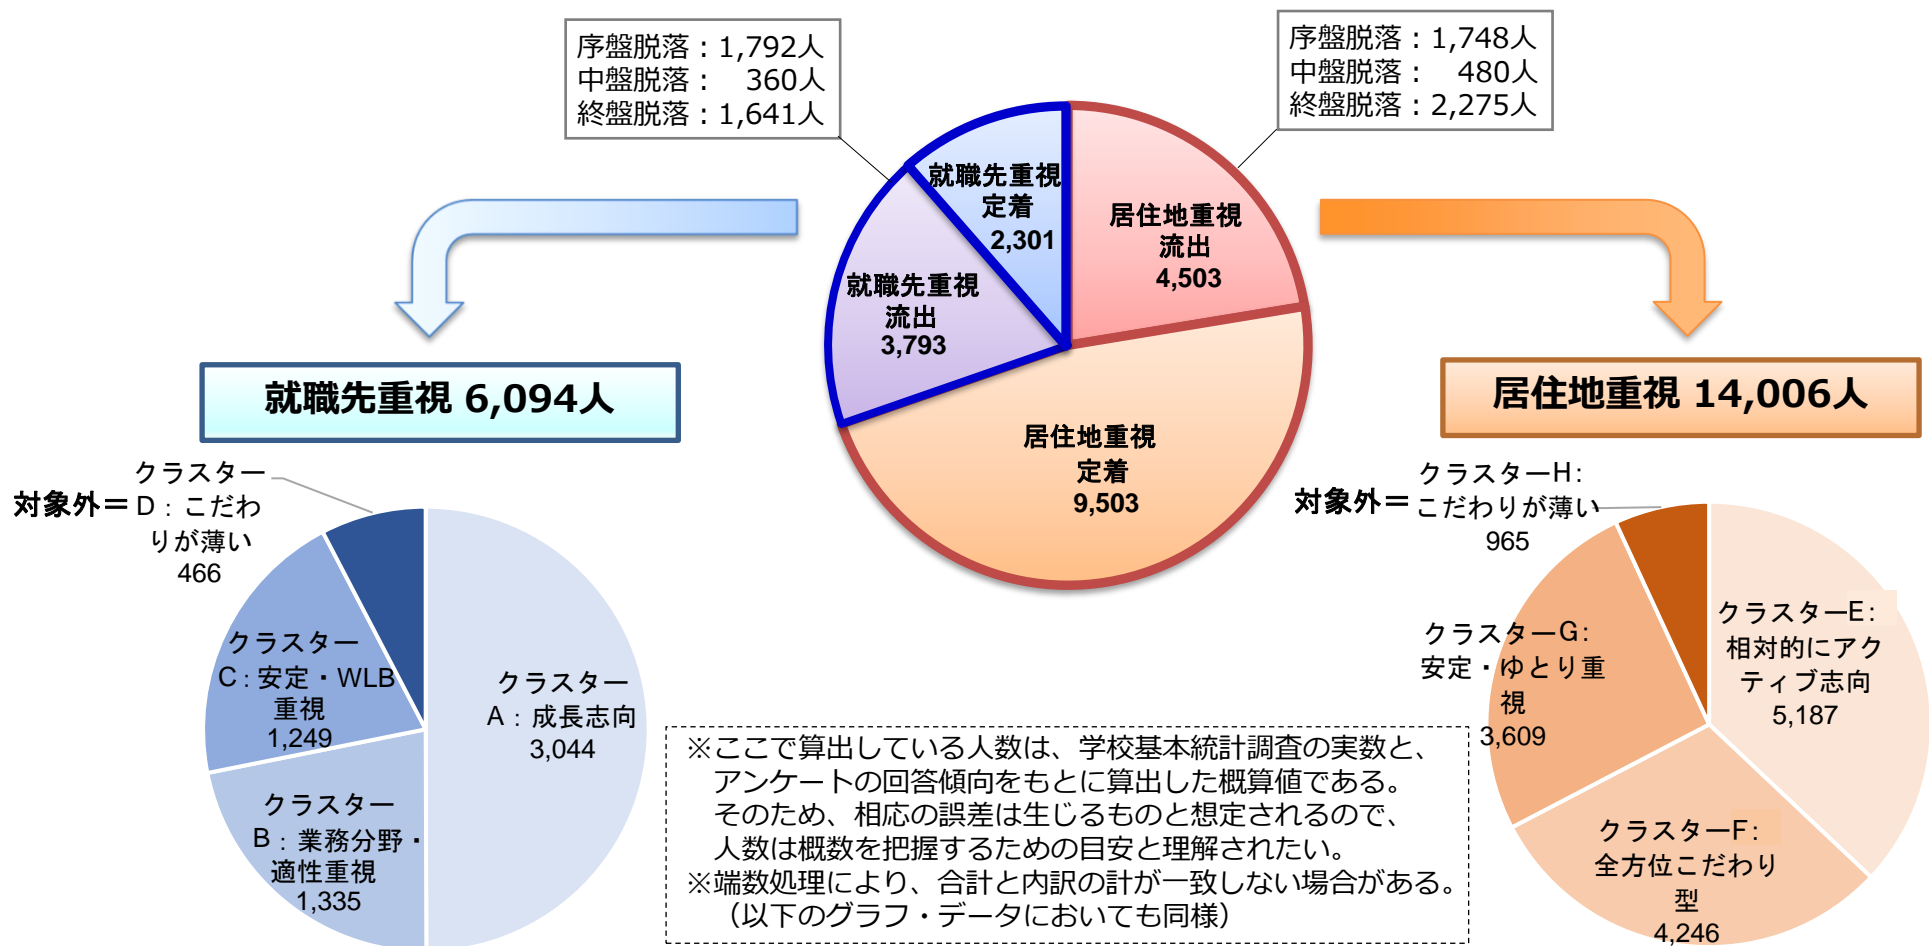 序盤脱落：1,792人
中盤脱落： 360人
終盤脱落：1,641人
序盤脱落：1,748人
中盤脱落： 480人
終盤脱落：2,275人
就職先重視
定着
2,301
居住地重視
流出
4,503
就職先重視
流出
3,793
居住地重視
定着
9,503
就職先重視 6,094人
居住地重視 14,006人
対象外＝
クラスター
D：こだわ
りが薄い
466
クラスター
C：安定・WLB
重視
1,249
クラスター
A：成長志向
3,044
クラスター
B：業務分野・
適性重視
1,335
対象外＝
クラスターH：
こだわりが薄い
965
クラスターE：
相対的にアク
ティブ志向
5,187
クラスターG：
安定・ゆとり重
視
3,609
クラスターF：
全方位こだわり
型
4,246
※ここで算出している人数は、学校基本統計調査の実数と、
アンケートの回答傾向をもとに算出した概算値である。
そのため、相応の誤差は生じるものと想定されるので、
人数は概数を把握するための目安と理解されたい。
※端数処理により、合計と内訳の計が一致しない場合がある。
（以下のグラフ・データにおいても同様）